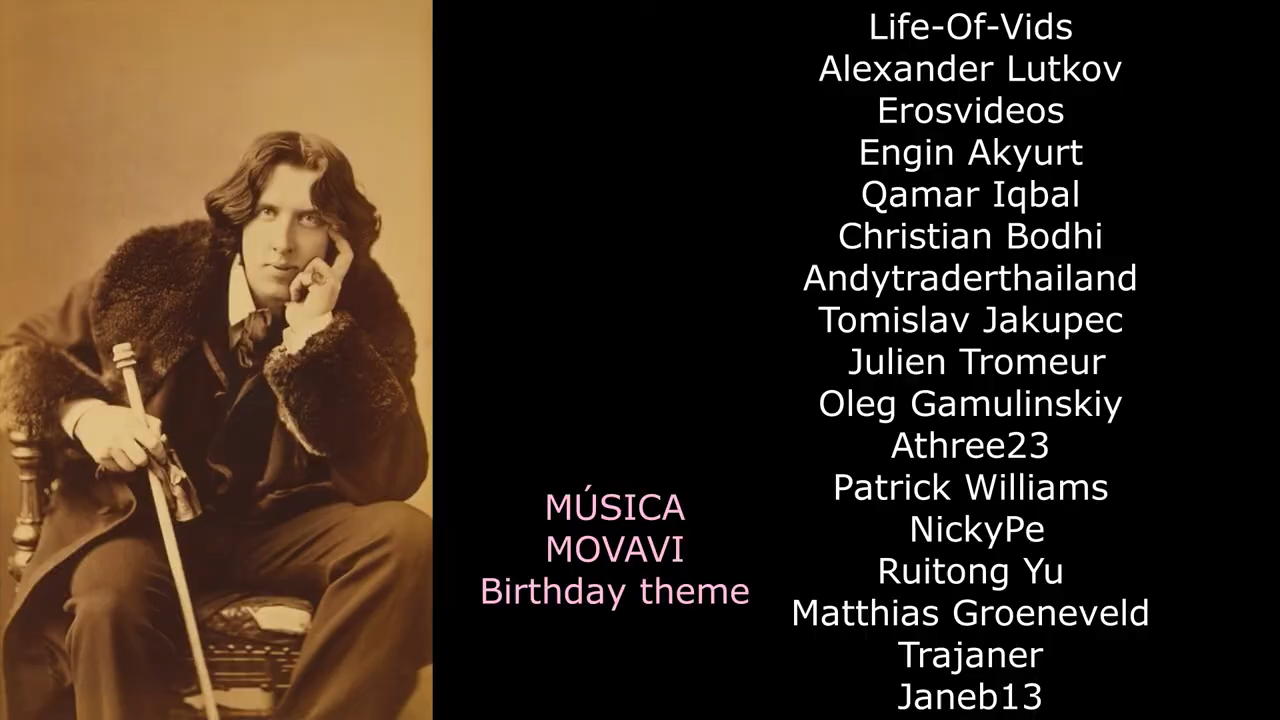 MÚSICA
MOVAVI
Birthday theme
Life-Of-Vids
Alexander Lutkov
Erosvideos
Engin Akyurt
Qamar Iqbal
Christian Bodhi
Andytraderthailand
Tomislav Jakupec
Julien Tromeur
Oleg Gamulinskiy
Athree23
Patrick Williams
NickyPe
Ruitong Yu
Matthias Groeneveld
Trajaner
Janeb13